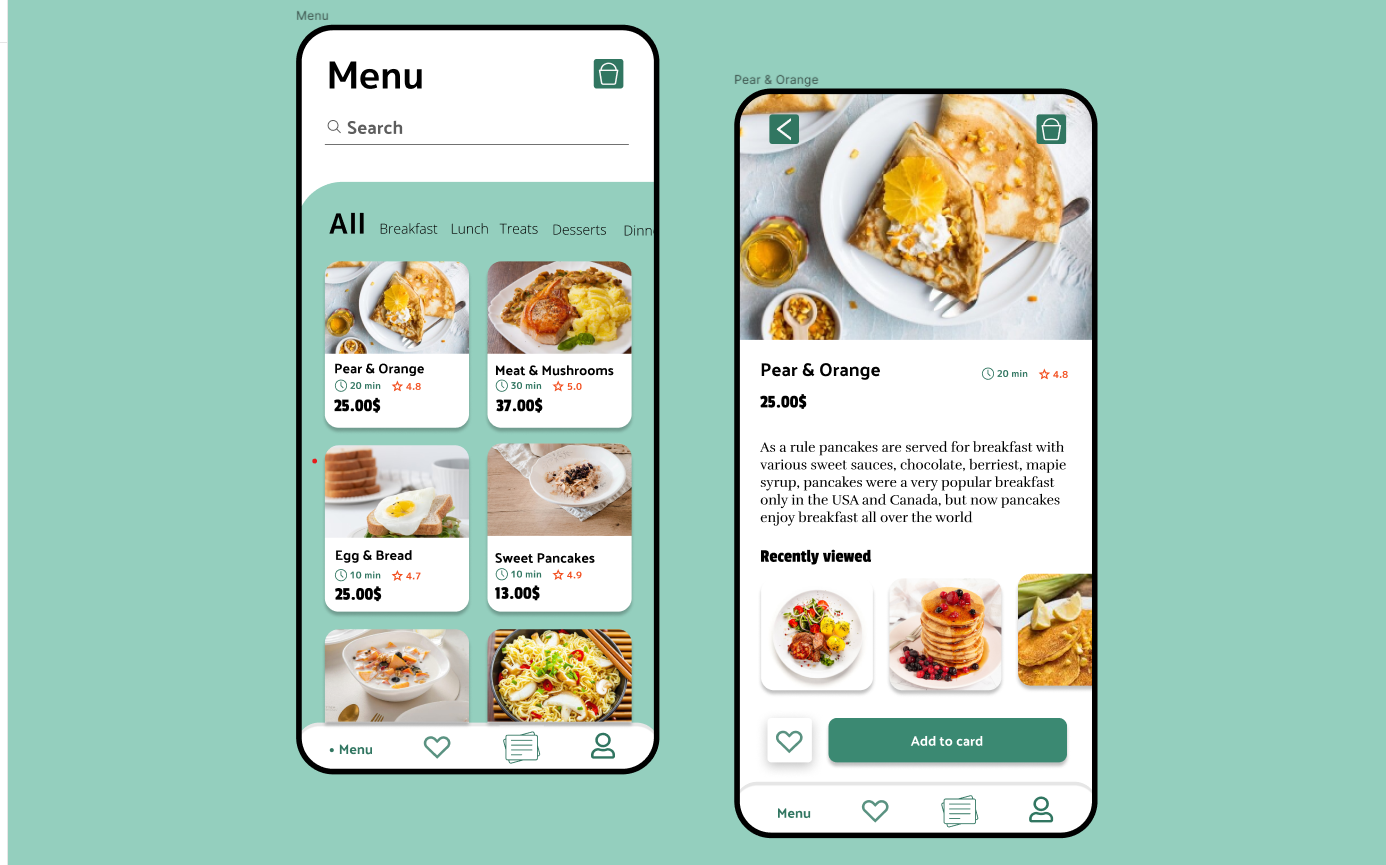 Menu
Menu
Search
All Breakfast Lunch Treats Desserts Dinn
Pear & Orange
20 min 4.8
25.00$
Meat & Mushrooms
30 min 5.0
37.00$
Egg & Bread
10 min 4.7
25.00$
Sweet Pancakes
10 min 4.9
13.00$
• Menu
Pear & Orange
Pear & Orange
20 min 4.8
25.00$
As a rule pancakes are served for breakfast with
various sweet sauces, chocolate, berriest, mapie
syrup, pancakes were a very popular breakfast
only in the USA and Canada, but now pancakes
enjoy breakfast all over the world
Recently viewed
Add to card
Menu